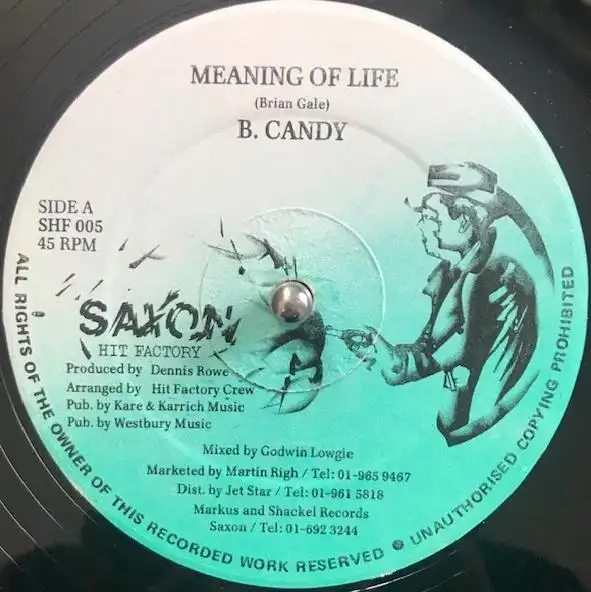 MEANING OF LIFE
(Brian Gale)
B. CANDY
SIDE A
SHF 005
45 RPM
SAXON
HIT FACTORY
Produced by Dennis Rowe
Arranged by Hit Factory Crew
Pub. by Kare & Karrich Music
Pub. by Westbury Music
Mixed by Godwin Lowgie
Marketed by Martin Righ / Tel: 01-965 9467
Dist. by Jet Star / Tel: 01-961 5818
Markus and Shackel Records
Saxon / Tel: 01-692 3244
ALL RIGHTS OF THE OWNER OF THIS RECORDED WORK RESERVED ● UNAUTHORISED COPYING PROHIBITED